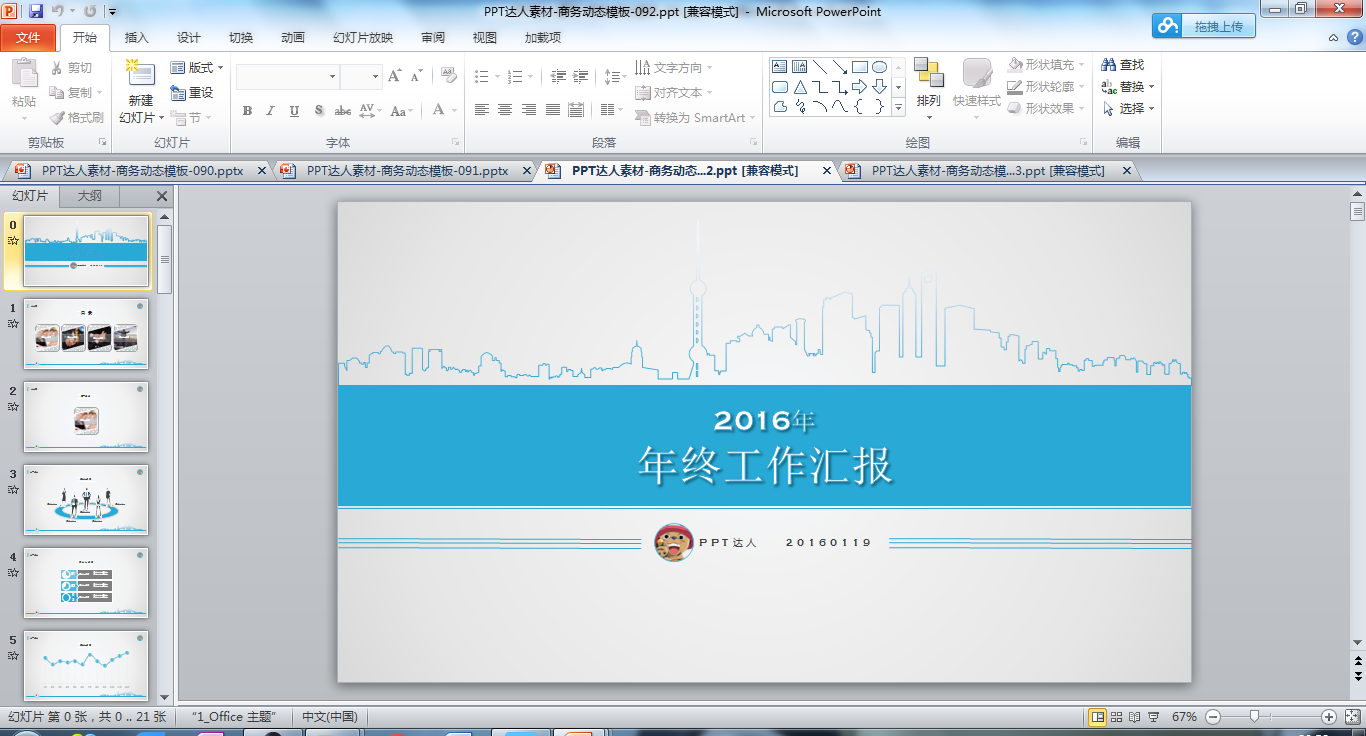 PPT达人素材-商务动态模板-092.ppt [兼容模式] - Microsoft PowerPoint
拖拽上传
文件 开始 插入 设计 切换 动画 幻灯片放映 审阅 视图 加载项
粘贴 剪切 复制 格式刷
新建 幻灯片 版式 重设 节
B I U S abc AV Aa A
文字方向 对齐文本 转换为 SmartArt
排列 快速样式 形状填充 形状轮廓 形状效果
查找 替换 选择
剪贴板 幻灯片 字体 段落 绘图 编辑
PPT达人素材-商务动态模板-090.pptx PPT达人素材-商务动态模板-091.pptx PPT达人素材-商务动态...2.ppt [兼容模式] PPT达人素材-商务动态模...3.ppt [兼容模式]
幻灯片 大纲
0
1
2
3
4
5
2016年
年终工作汇报
PPT达人 20160119
幻灯片 第 0 张，共 0 .. 21 张 "1_Office 主题" 中文(中国) 67%